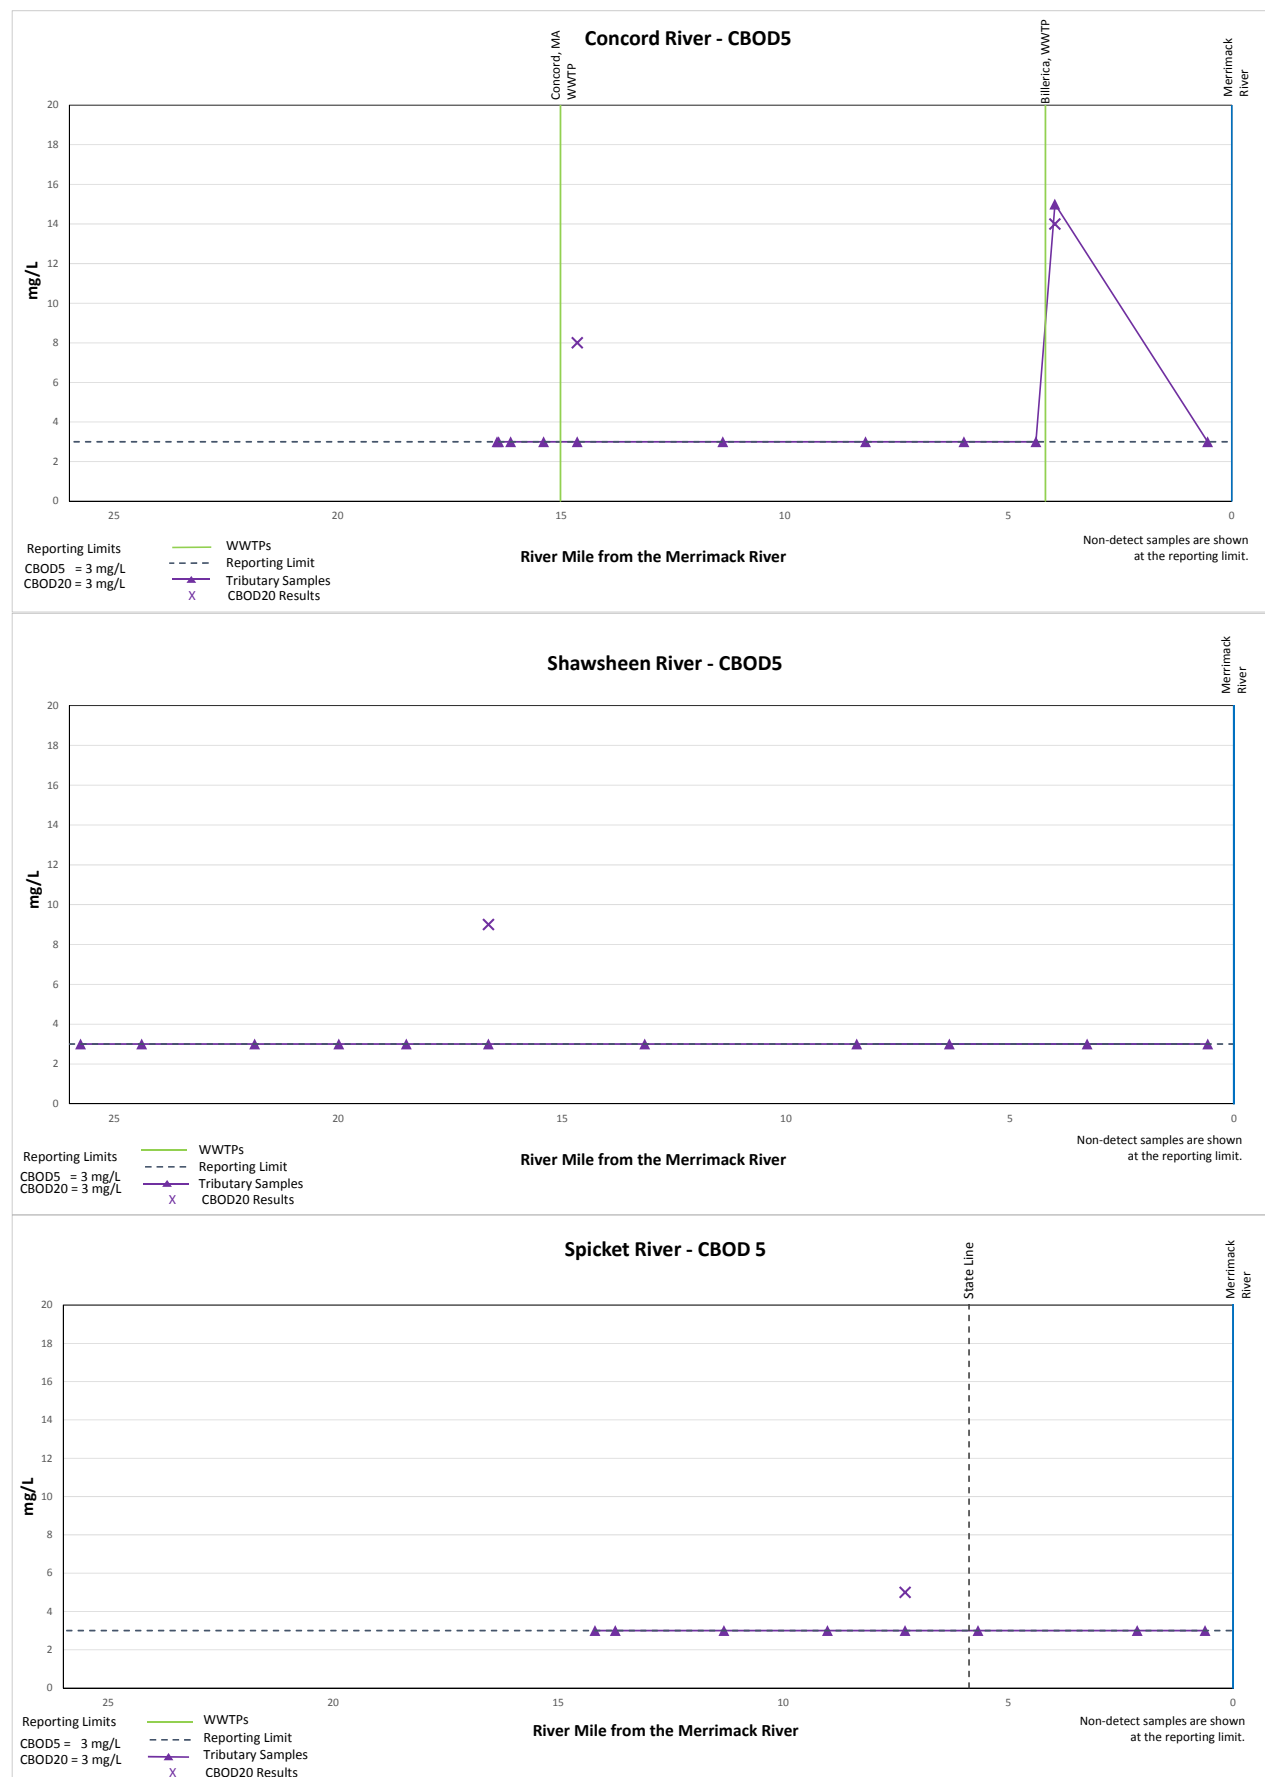 Concord River - CBOD5
Concord, MA
WWTP
Billerica, WWTP
Merrimack
River
20
18
16
14
12
10
8
6
4
2
0
mg/L
25
20
15
10
5
0
River Mile from the Merrimack River
Non-detect samples are shown
at the reporting limit.
Reporting Limits
CBOD5 = 3 mg/L
CBOD20 = 3 mg/L
WWTPs
Reporting Limit
Tributary Samples
X CBOD20 Results
Shawsheen River - CBOD5
Merrimack
River
20
18
16
14
12
10
8
6
4
2
0
mg/L
25
20
15
10
5
0
River Mile from the Merrimack River
Non-detect samples are shown
at the reporting limit.
Reporting Limits
CBOD5 = 3 mg/L
CBOD20 = 3 mg/L
WWTPs
Reporting Limit
Tributary Samples
X CBOD20 Results
Spicket River - CBOD 5
State Line
Merrimack
River
20
18
16
14
12
10
8
6
4
2
0
mg/L
25
20
15
10
5
0
River Mile from the Merrimack River
Non-detect samples are shown
at the reporting limit.
Reporting Limits
CBOD5 = 3 mg/L
CBOD20 = 3 mg/L
WWTPs
Reporting Limit
Tributary Samples
X CBOD20 Results